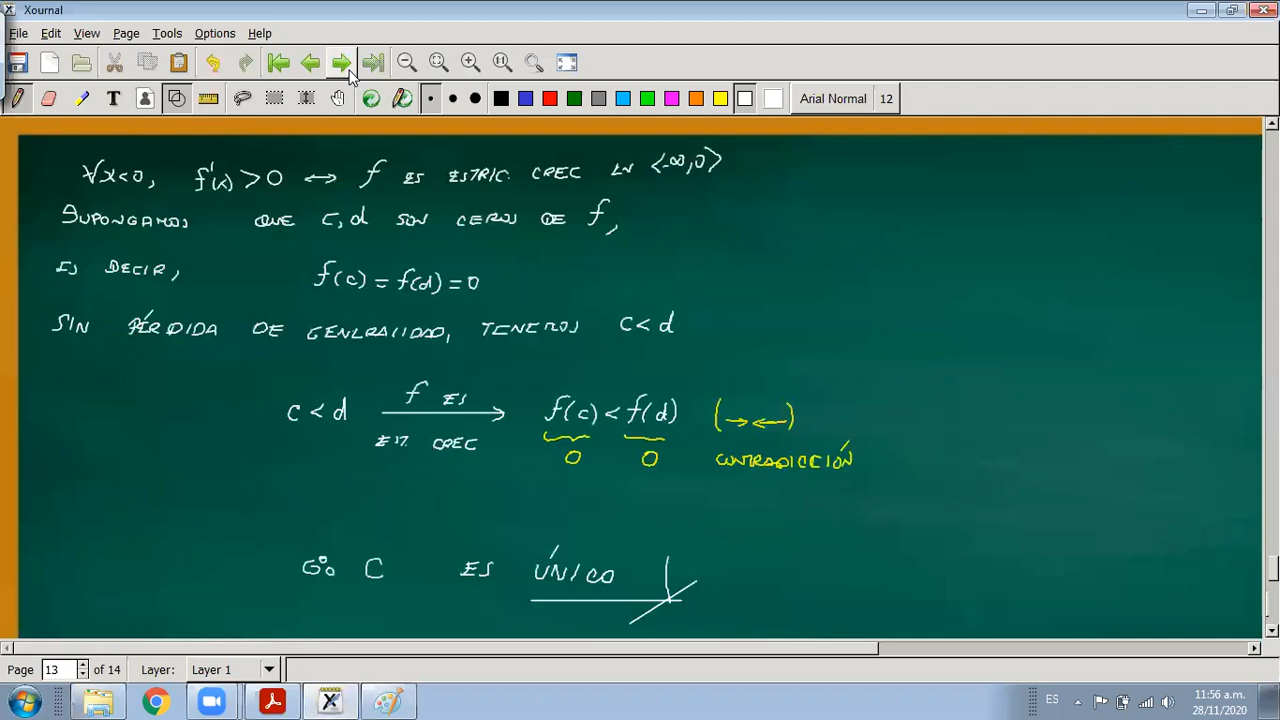 Xournal
File Edit View Page Tools Options Help
Arial Normal 12
∀x<0, f'(x) > 0 ↔ f ES ESTRIC. CREC EN <-∞,0>
SUPONGAMOS QUE C, d SON CEROS DE f,
ES DECIR, f(c) = f(d) = 0
SIN PÉRDIDA DE GENERALIDAD, TENEMOS c < d
c < d f ES EST. CREC → f(c) < f(d) (→←)
0 0 CONTRADICCIÓN
∴ C ES ÚNICO
Page 13 of 14 Layer: Layer 1
ES 11:56 a.m.
28/11/2020